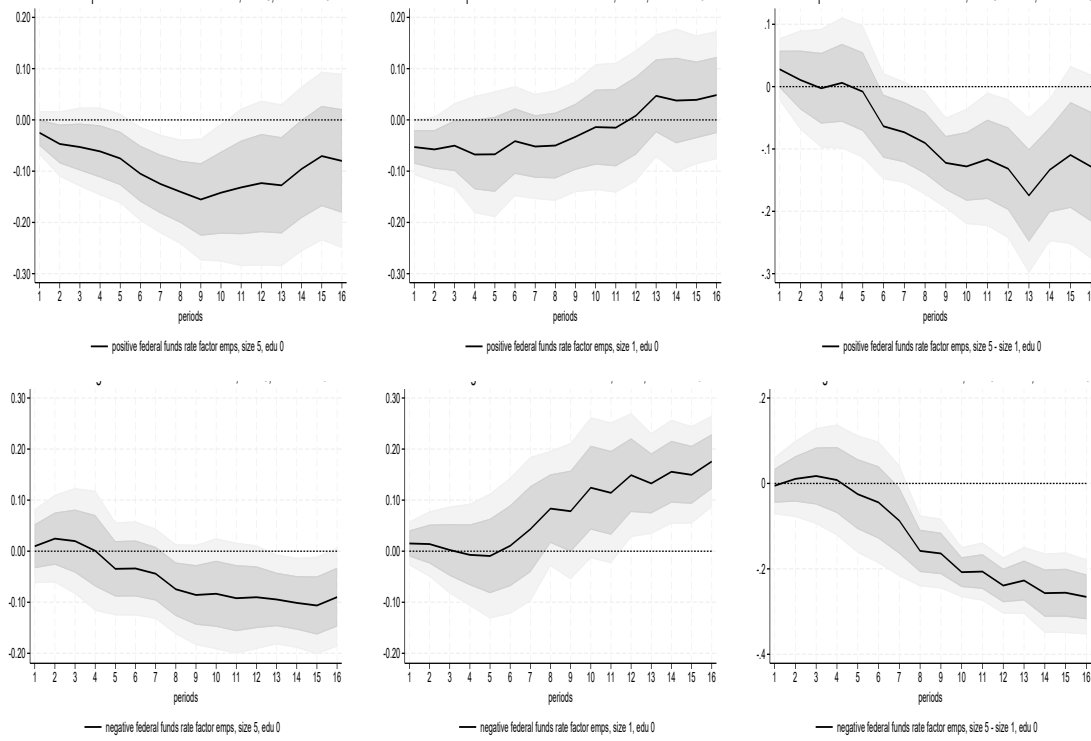 0.20
0.10
0.00
-0.10
-0.20
-0.30
1 2 3 4 5 6 7 8 9 10 11 12 13 14 15 16
periods
positive federal funds rate factor emps, size 5, edu 0
0.20
0.10
0.00
-0.10
-0.20
-0.30
1 2 3 4 5 6 7 8 9 10 11 12 13 14 15 16
periods
positive federal funds rate factor emps, size 1, edu 0
.1
0
-.1
-.2
-.3
1 2 3 4 5 6 7 8 9 10 11 12 13 14 15 16
periods
positive federal funds rate factor emps, size 5 - size 1, edu 0
0.30
0.20
0.10
0.00
-0.10
-0.20
1 2 3 4 5 6 7 8 9 10 11 12 13 14 15 16
periods
negative federal funds rate factor emps, size 5, edu 0
0.30
0.20
0.10
0.00
-0.10
-0.20
1 2 3 4 5 6 7 8 9 10 11 12 13 14 15 16
periods
negative federal funds rate factor emps, size 1, edu 0
.2
0
-.2
-.4
1 2 3 4 5 6 7 8 9 10 11 12 13 14 15 16
periods
negative federal funds rate factor emps, size 5 - size 1, edu 0